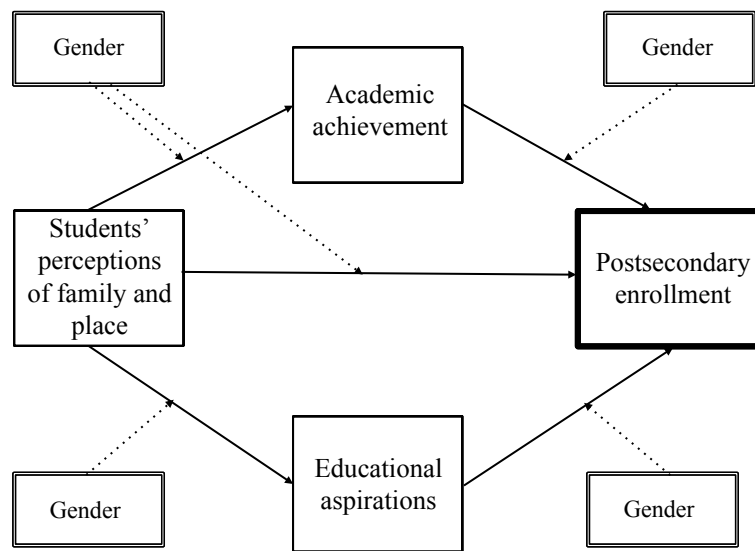 Gender
Gender
Academic
achievement
Students’
perceptions
of family and
place
Postsecondary
enrollment
Educational
aspirations
Gender
Gender